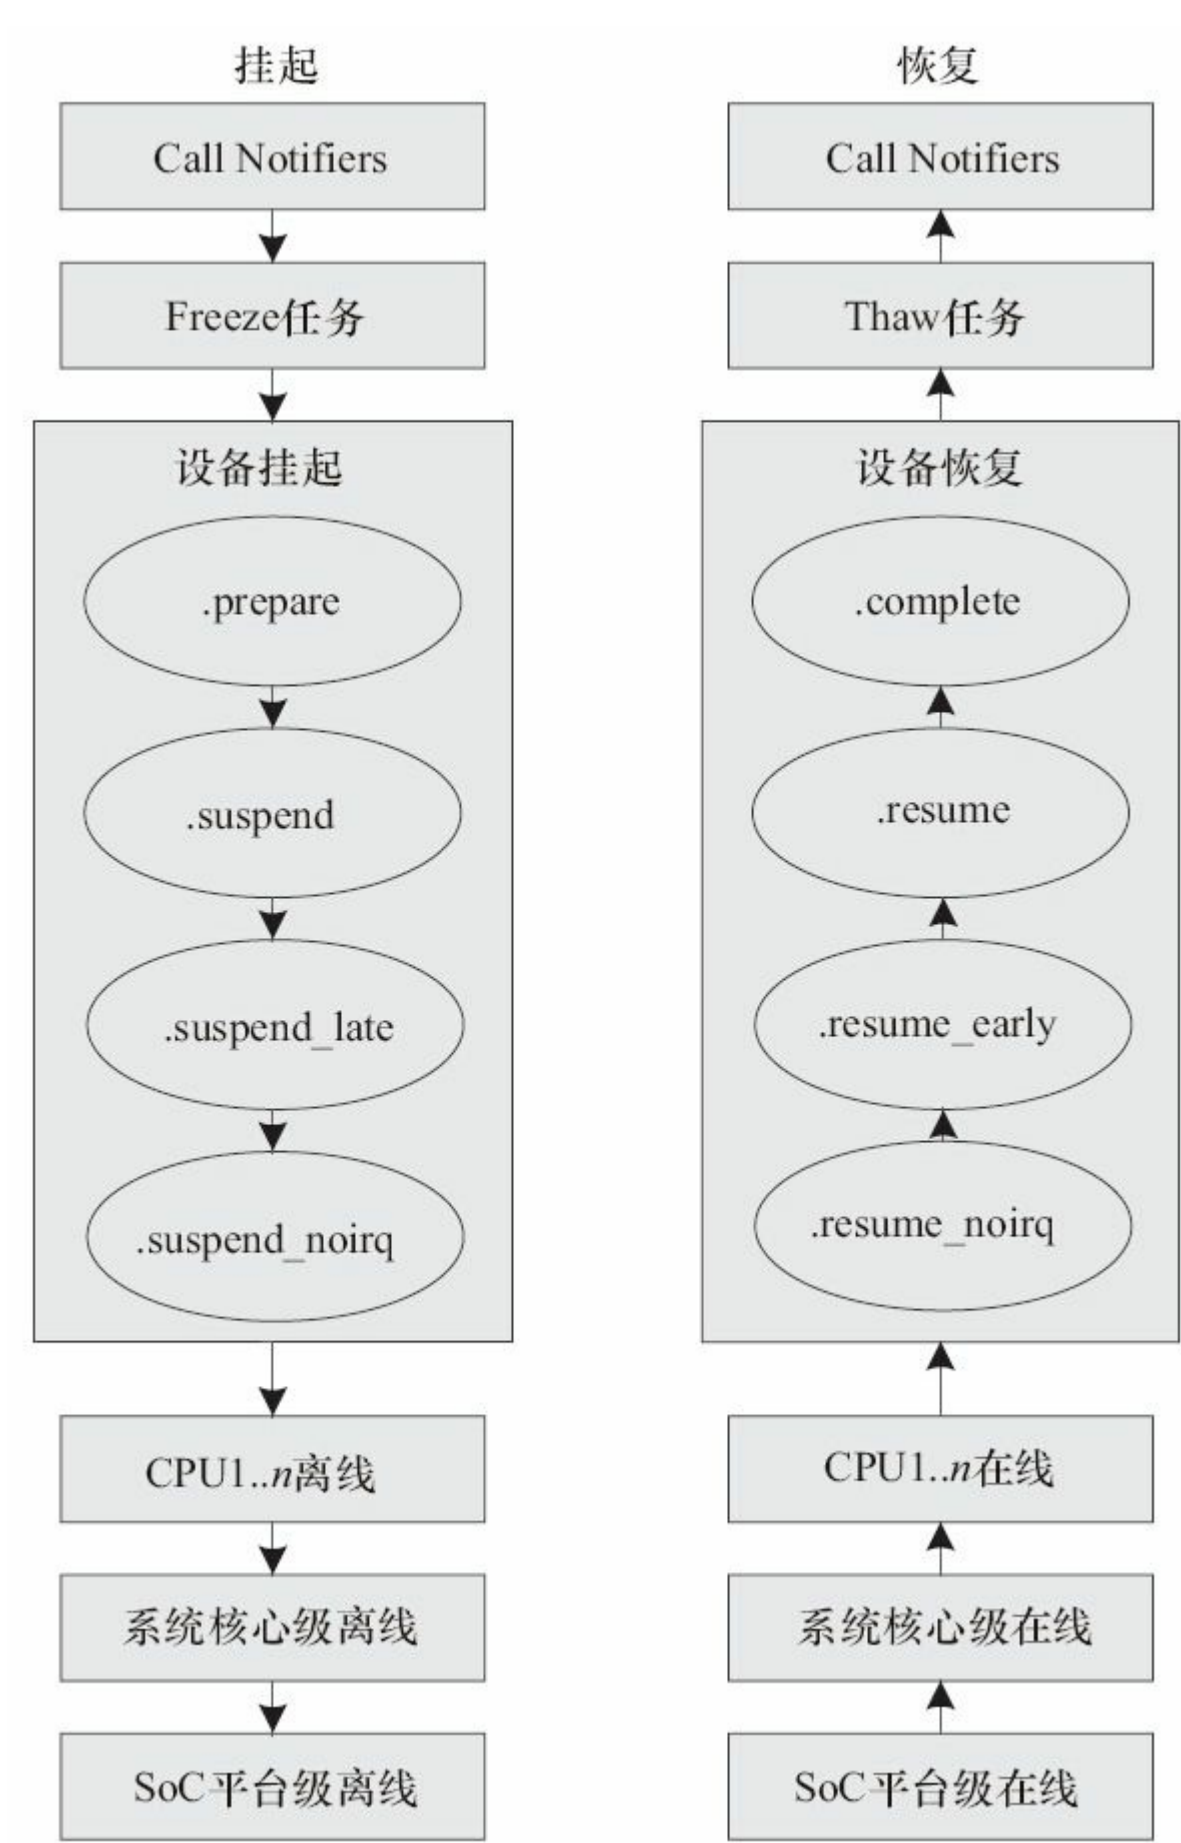 挂起
Call Notifiers
Freeze任务
设备挂起
.prepare
.suspend
.suspend_late
.suspend_noirq
CPU1..n离线
系统核心级离线
SoC平台级离线
恢复
Call Notifiers
Thaw任务
设备恢复
.complete
.resume
.resume_early
.resume_noirq
CPU1..n在线
系统核心级在线
SoC平台级在线